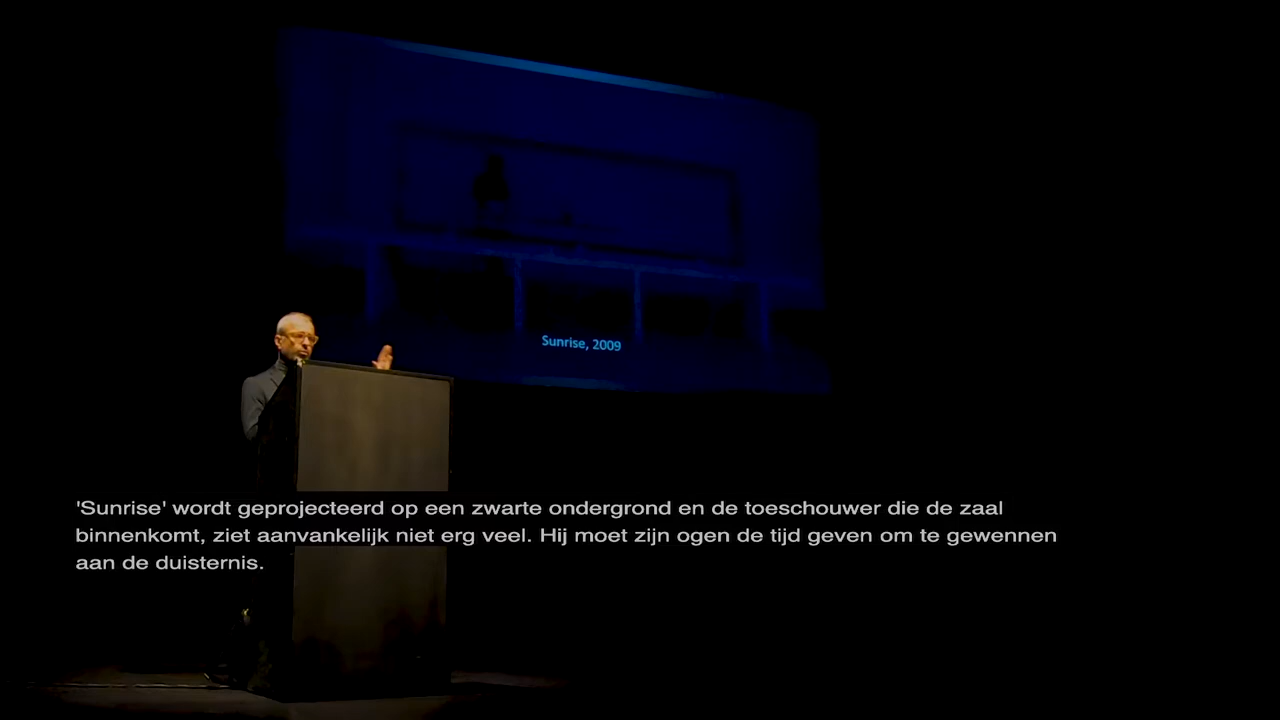 Sunrise, 2009
'Sunrise' wordt geprojecteerd op een zwarte ondergrond en de toeschouwer die de zaal
binnenkomt, ziet aanvankelijk niet erg veel. Hij moet zijn ogen de tijd geven om te gewennen
aan de duisternis.